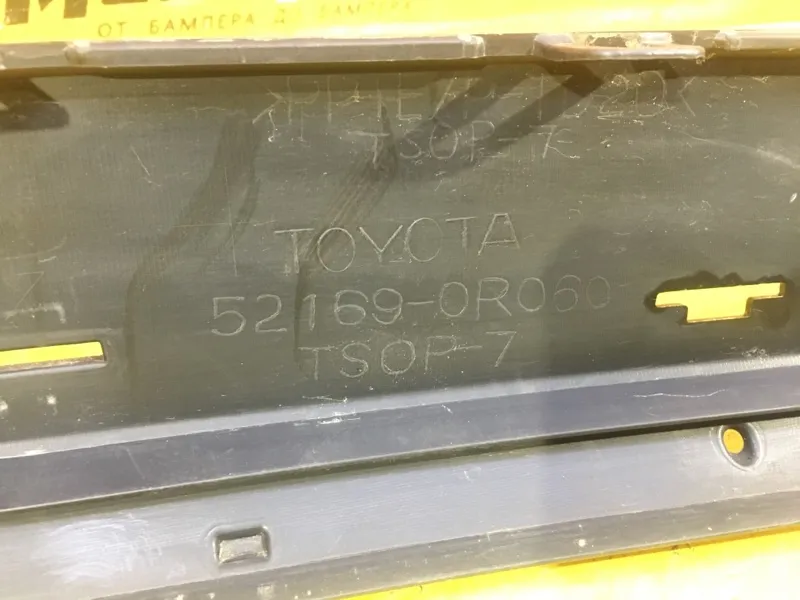 ОТ БАМПЕРА ДО БАМПЕРА
TSOP-7
TOYOTA
52169-0R060
TSOP-7